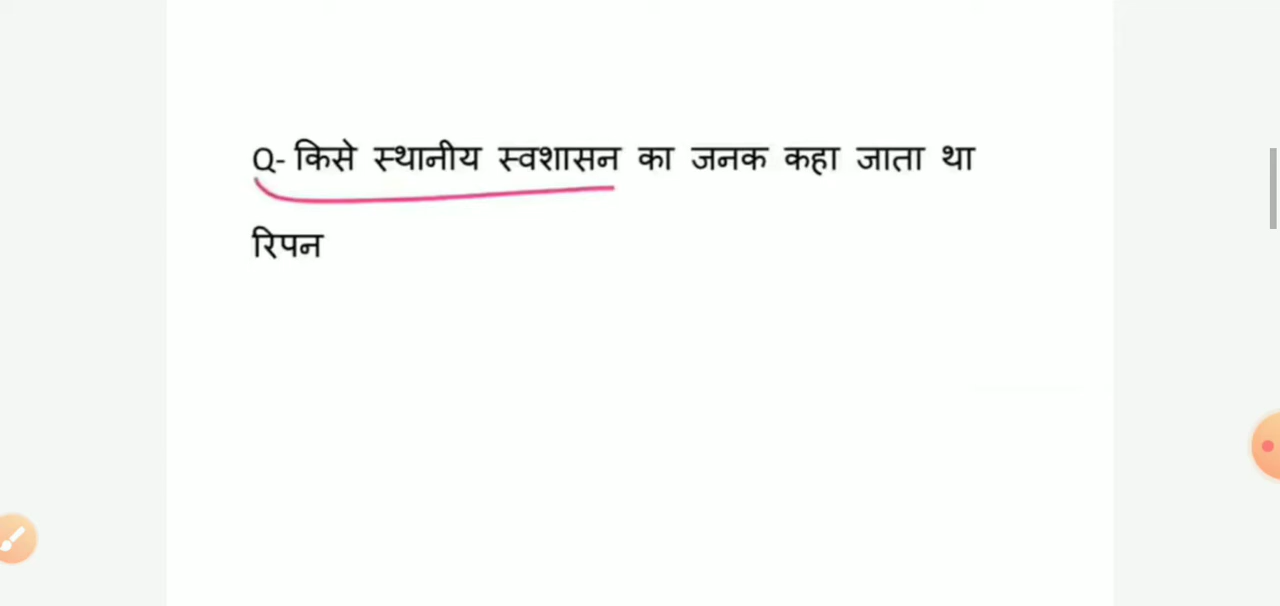 Q- किसे स्थानीय स्वशासन का जनक कहा जाता था
रिपन